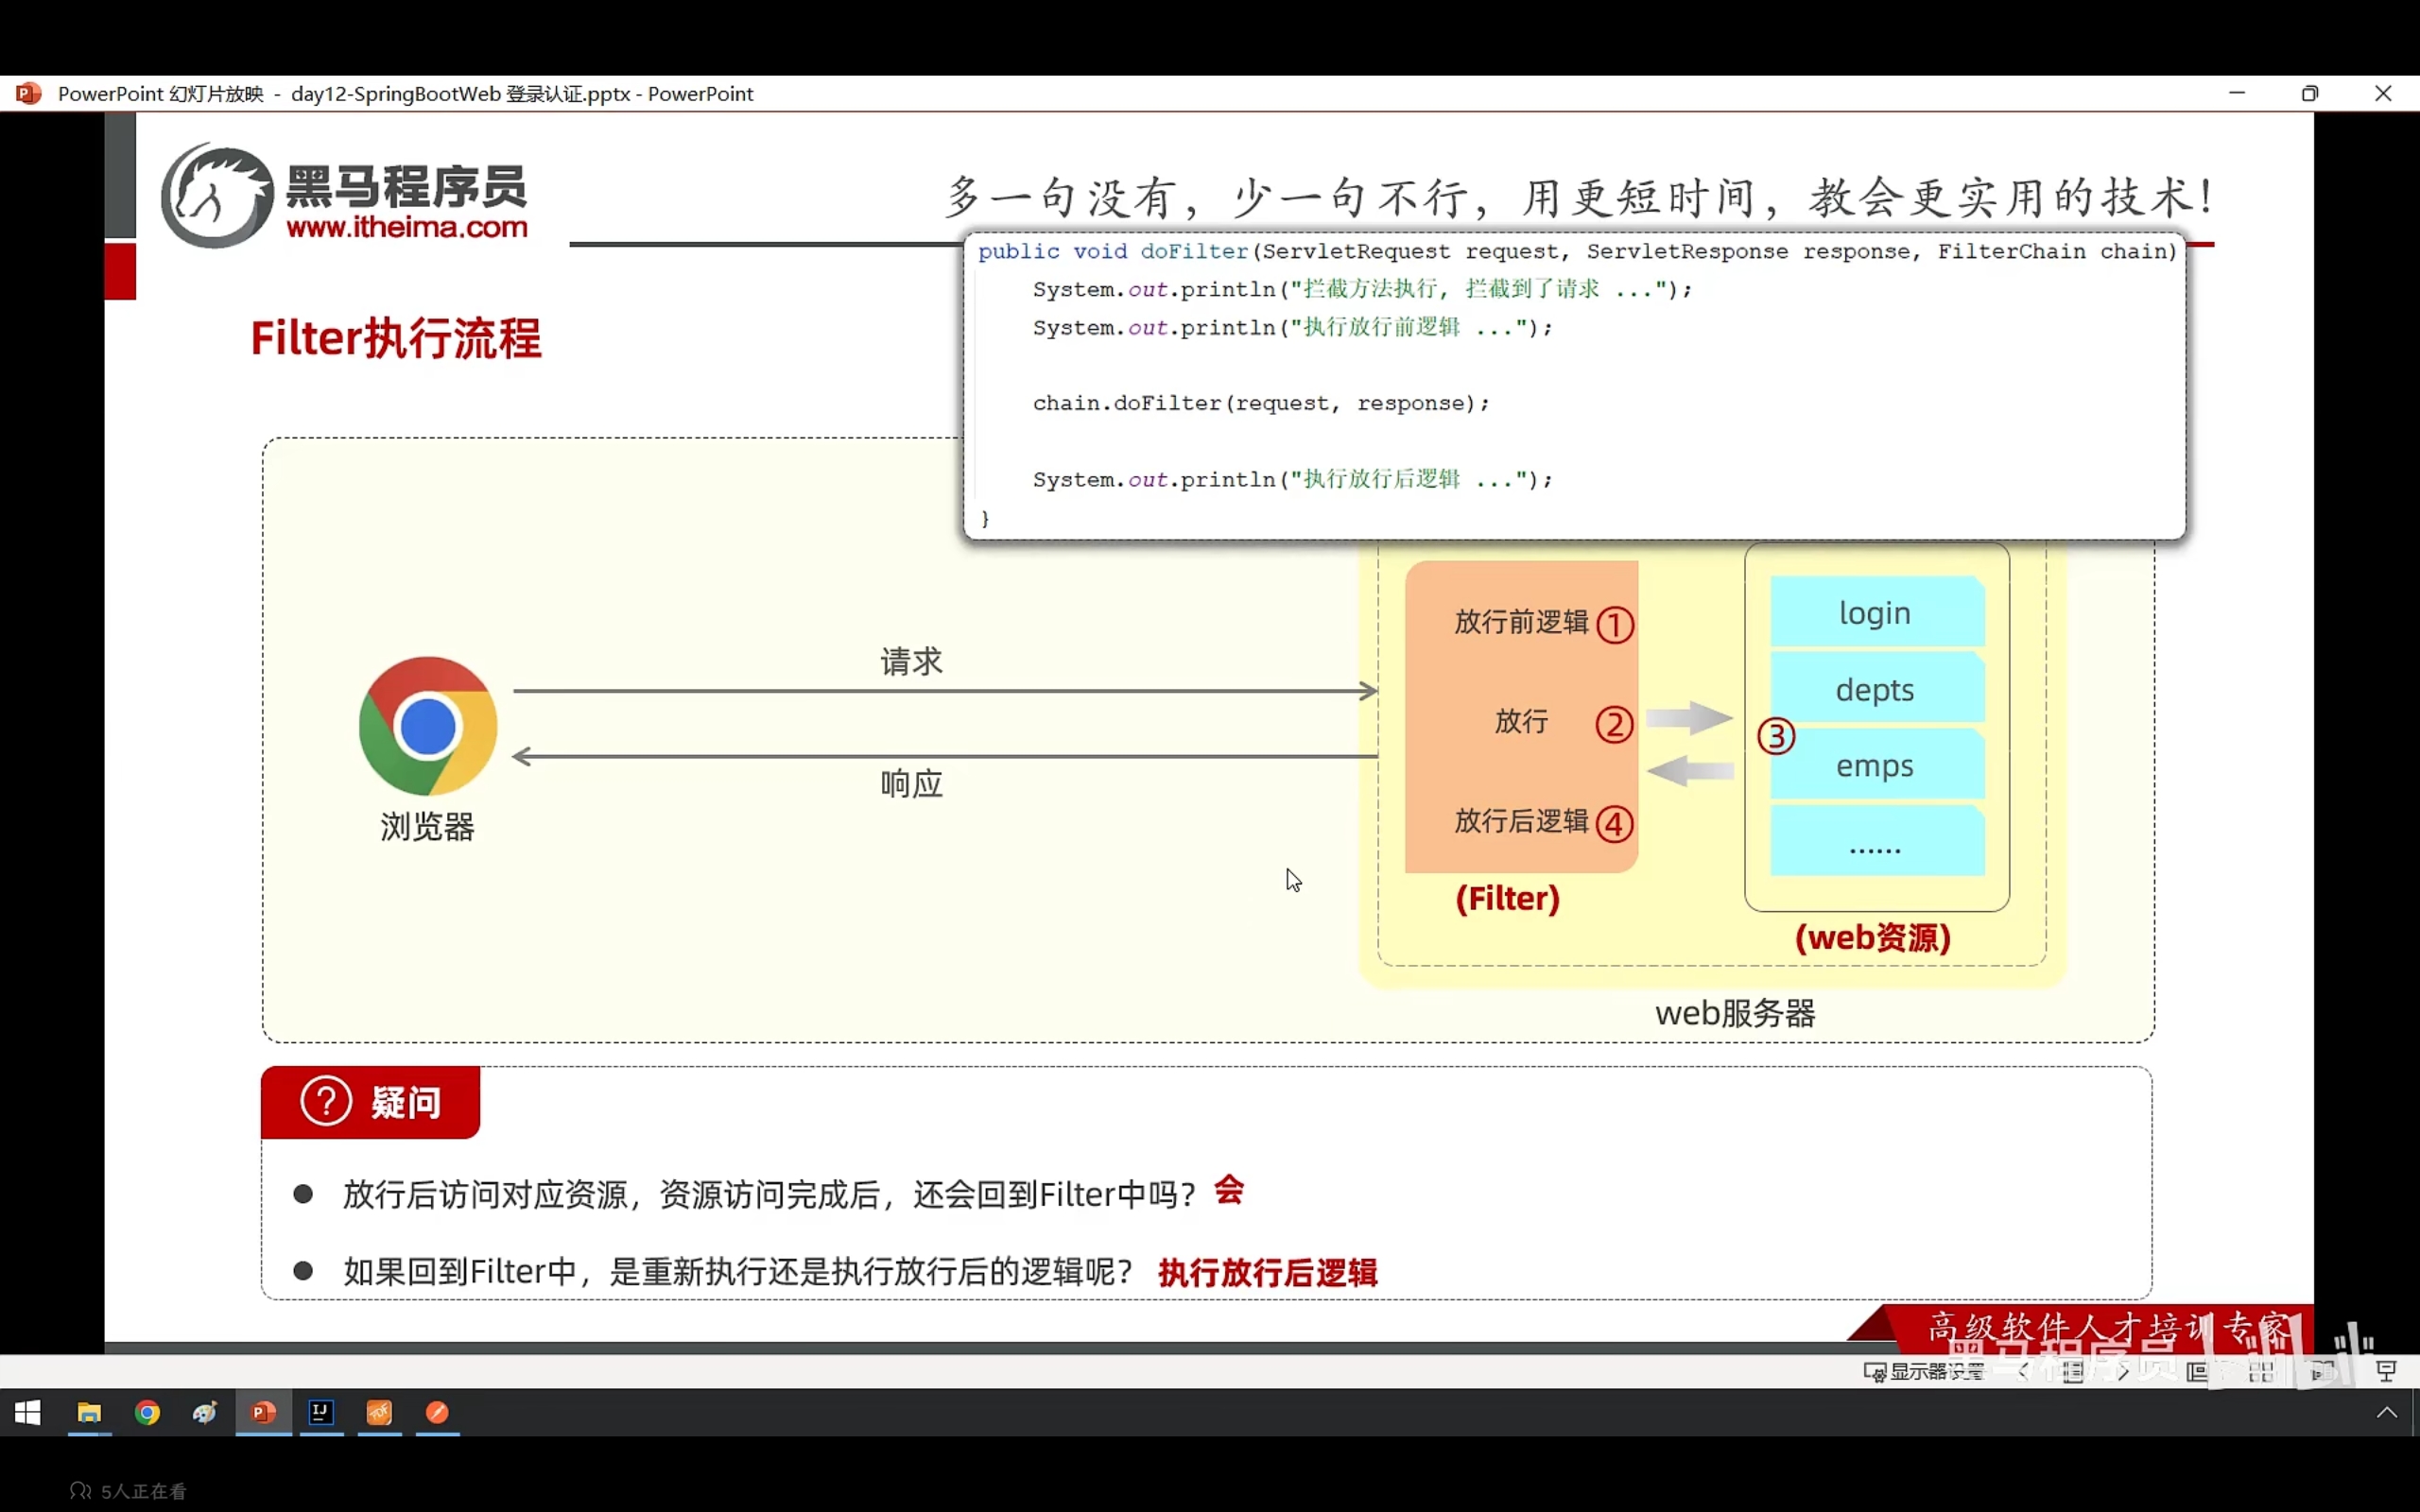 PowerPoint 幻灯片放映 - day12-SpringBootWeb 登录认证.pptx - PowerPoint
黑马程序员
www.itheima.com
多一句没有，少一句不行，用更短时间，教会更实用的技术！
Filter执行流程
public void doFilter(ServletRequest request, ServletResponse response, FilterChain chain)
System.out.println("拦截方法执行, 拦截到了请求 ...");
System.out.println("执行放行前逻辑 ...");
chain.doFilter(request, response);
System.out.println("执行放行后逻辑 ...");
}
请求
响应
浏览器
放行前逻辑 ①
放行 ②
放行后逻辑 ④
(Filter)
③
login
depts
emps
......
(web资源)
web服务器
? 疑问
● 放行后访问对应资源，资源访问完成后，还会回到Filter中吗？ 会
● 如果回到Filter中，是重新执行还是执行放行后的逻辑呢？ 执行放行后逻辑
高级软件人才培训专家
显示器设置
黑马程序员
5人正在看